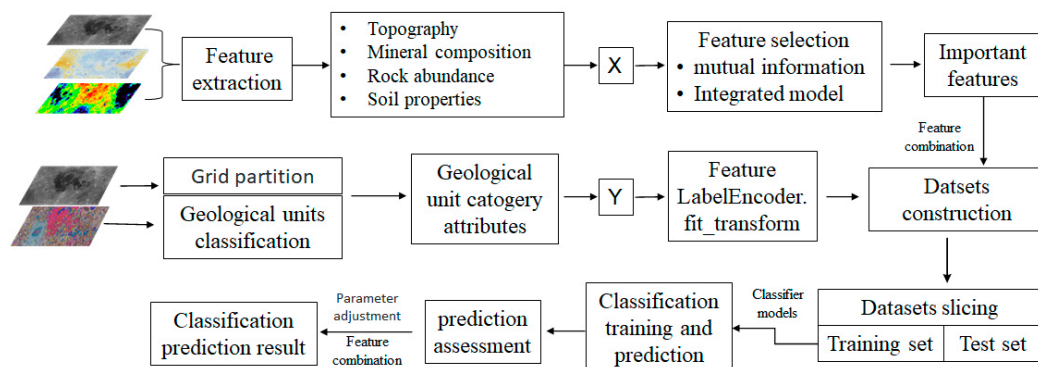 Feature
extraction
• Topography
• Mineral composition
• Rock abundance
• Soil properties
X
Feature selection
• mutual information
• Integrated model
Important
features
Feature
combination
Grid partition
Geological units
classification
Geological
unit catogery
attributes
Y
Feature
LabelEncoder.
fit_transform
Datsets
construction
Datasets slicing
Training set
Test set
Classifier
models
Classification
training and
prediction
prediction
assessment
Parameter
adjustment
Feature
combination
Classification
prediction result